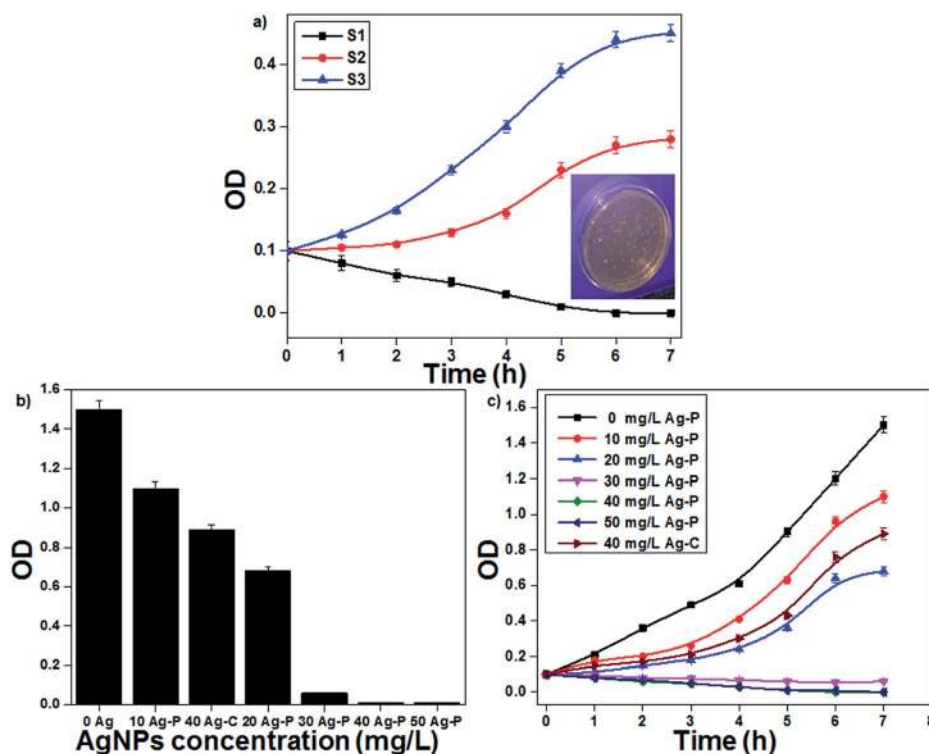 a)
S1
S2
S3
OD
0.4
0.3
0.2
0.1
0.0
0 1 2 3 4 5 6 7
Time (h)
b)
OD
1.6
1.4
1.2
1.0
0.8
0.6
0.4
0.2
0.0
0 Ag 10 Ag-P 40 Ag-C 20 Ag-P 30 Ag-P 40 Ag-P 50 Ag-P
AgNPs concentration (mg/L)
c)
0 mg/L Ag-P
10 mg/L Ag-P
20 mg/L Ag-P
30 mg/L Ag-P
40 mg/L Ag-P
50 mg/L Ag-P
40 mg/L Ag-C
OD
1.6
1.4
1.2
1.0
0.8
0.6
0.4
0.2
0.0
0 1 2 3 4 5 6 7 8
Time (h)